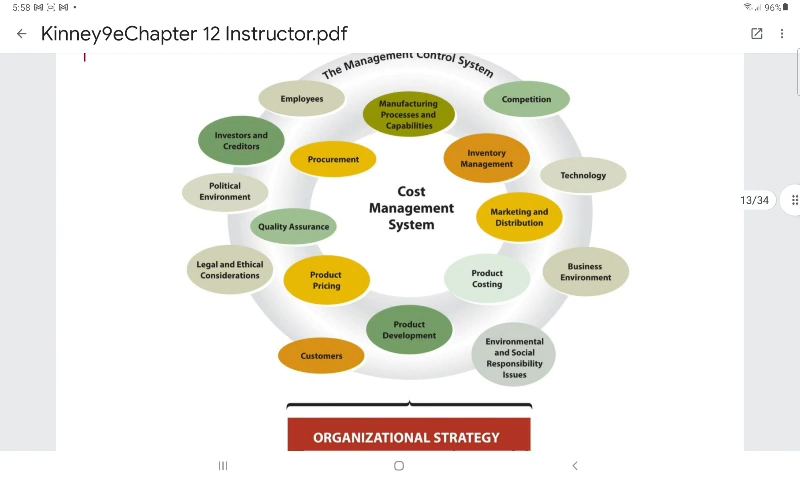 5:58
96%
Kinney9eChapter 12 Instructor.pdf
The Management Control System
Employees
Manufacturing
Processes and
Capabilities
Competition
Investors and
Creditors
Procurement
Inventory
Management
Technology
Political
Environment
Cost
Management
System
13/34
Quality Assurance
Marketing and
Distribution
Legal and Ethical
Considerations
Product
Pricing
Product
Costing
Business
Environment
Product
Development
Customers
Environmental
and Social
Responsibility
Issues
ORGANIZATIONAL STRATEGY